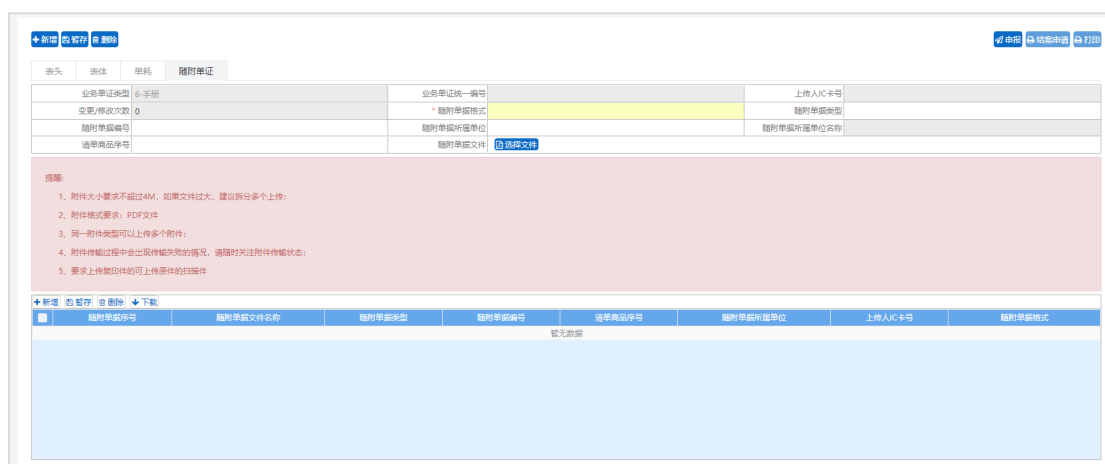 新增 暂存 删除 申报 结案申请 打印
表头 表体 单耗 随附单证
业务单证类型 6-手册 业务单证统一编号 上传人IC卡号
变更/修改次数 0 * 随附单据格式 随附单据类型
随附单据编号 随附单据所属单位 随附单据所属单位名称
清单商品序号 随附单据文件 选择文件
提醒:
1、附件大小要求不超过4M，如果文件过大，建议拆分多个上传;
2、附件格式要求: PDF文件
3、同一附件类型可以上传多个附件;
4、附件传输过程中会出现传输失败的情况，请随时关注附件传输状态;
5、要求上传复印件的可上传原件的扫描件
新增 暂存 删除 下载
随附单据序号 随附单据文件名称 随附单据类型 随附单据编号 清单商品序号 随附单据所属单位 上传人IC卡号 随附单据格式
暂无数据